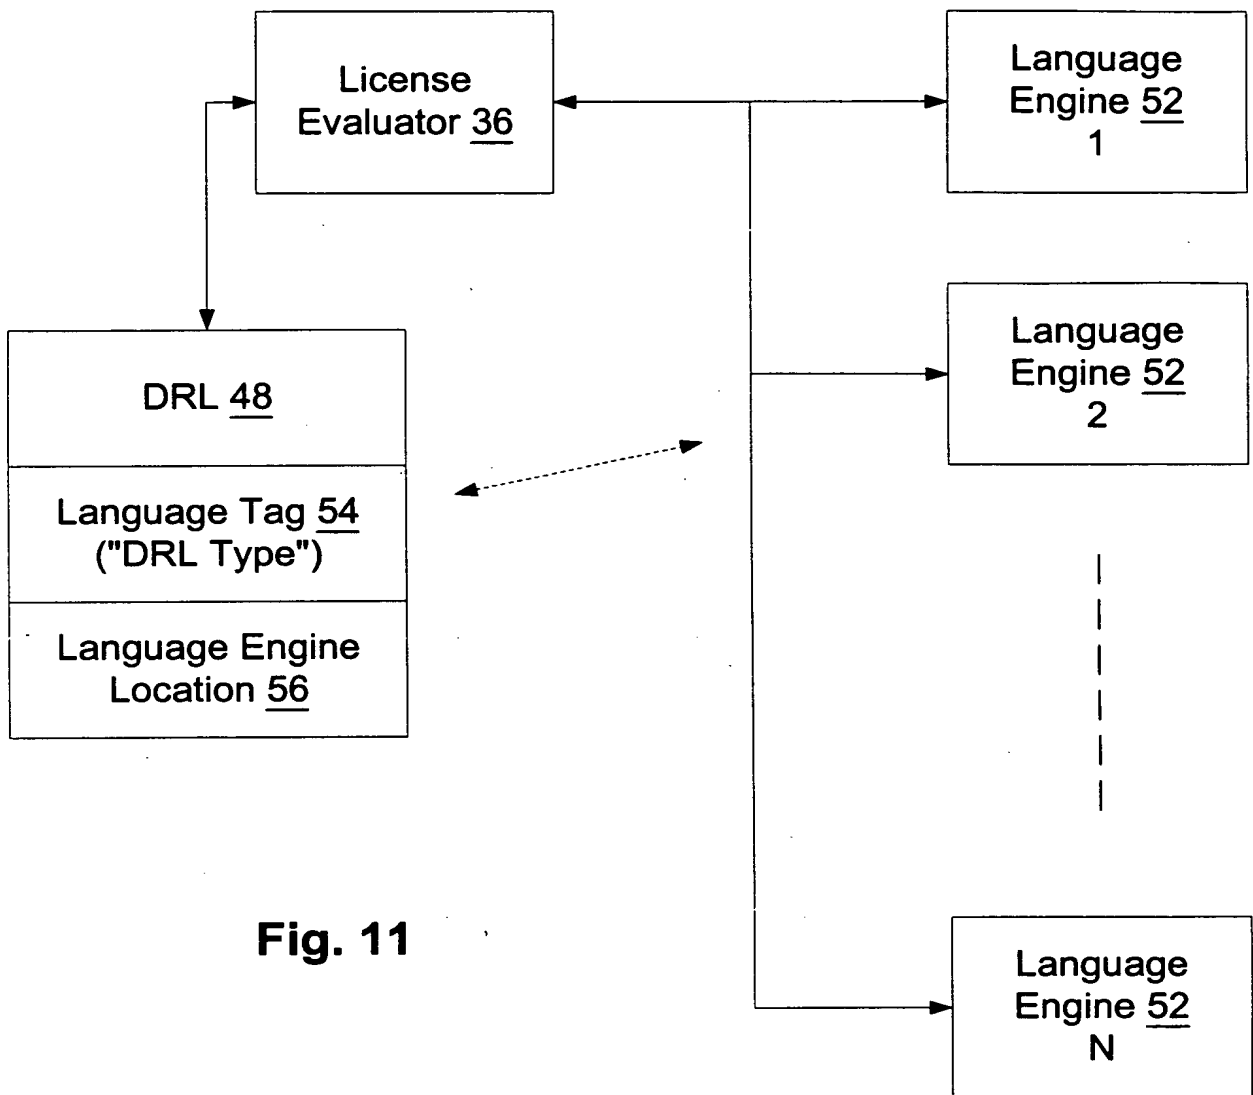 License
Evaluator 36
Language
Engine 52
1
Language
Engine 52
2
DRL 48
Language Tag 54
("DRL Type")
Language Engine
Location 56
Fig. 11
Language
Engine 52
N